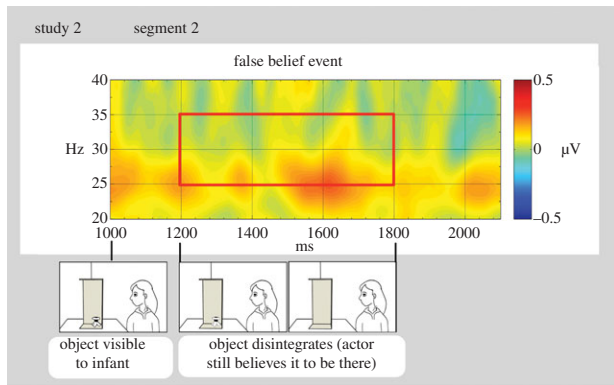 study 2 segment 2
false belief event
40
35
30
25
20
Hz
1000 1200 1400 1600 1800 2000
ms
0.5
0
–0.5
µV
object visible
to infant
object disintegrates (actor
still believes it to be there)